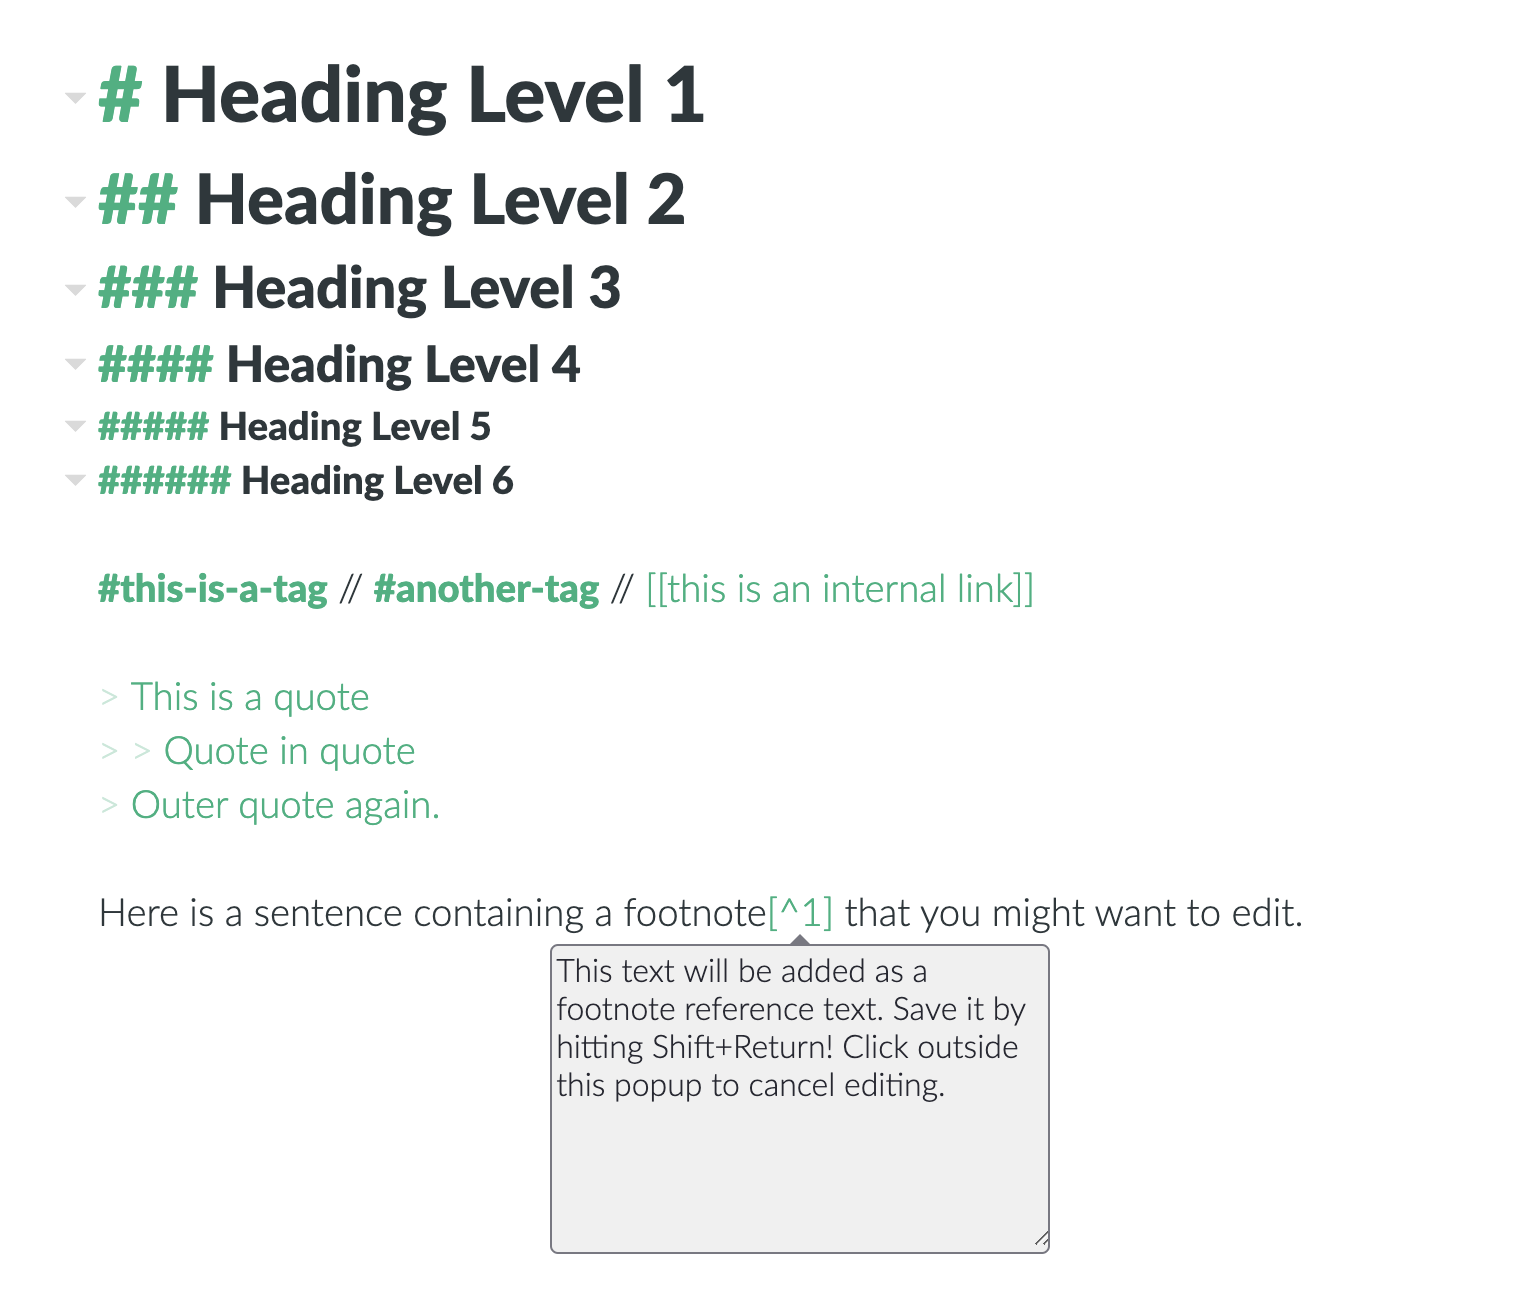 # Heading Level 1
## Heading Level 2
### Heading Level 3
#### Heading Level 4
##### Heading Level 5
###### Heading Level 6
#this-is-a-tag // #another-tag // [[this is an internal link]]
> This is a quote
> > Quote in quote
> Outer quote again.
Here is a sentence containing a footnote[^1] that you might want to edit.
This text will be added as a
footnote reference text. Save it by
hitting Shift+Return! Click outside
this popup to cancel editing.